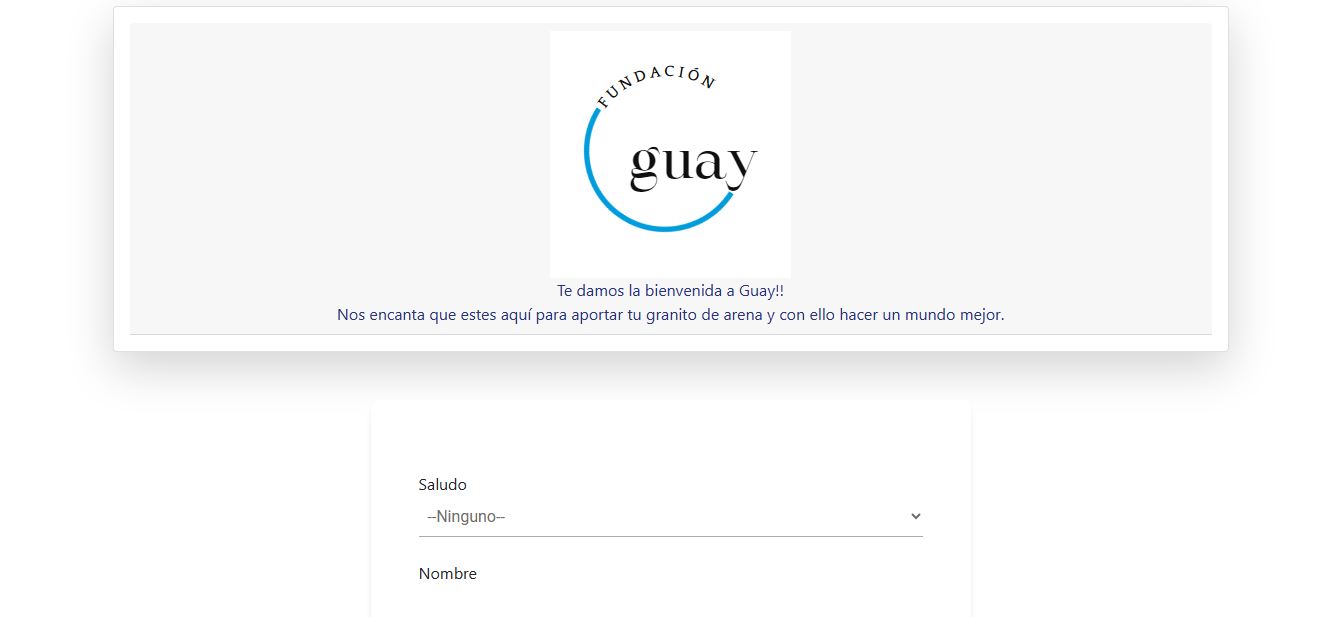 FUNDACIÓN
guay
Te damos la bienvenida a Guay!!
Nos encanta que estes aquí para aportar tu granito de arena y con ello hacer un mundo mejor.
Saludo
--Ninguno--
Nombre